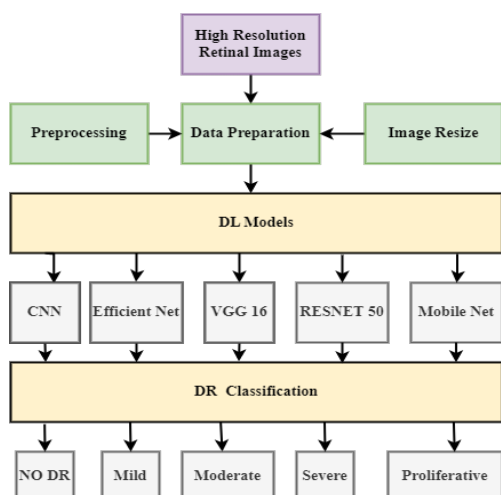 High Resolution
Retinal Images
Preprocessing
Data Preparation
Image Resize
DL Models
CNN
Efficient Net
VGG 16
RESNET 50
Mobile Net
DR Classification
NO DR
Mild
Moderate
Severe
Proliferative